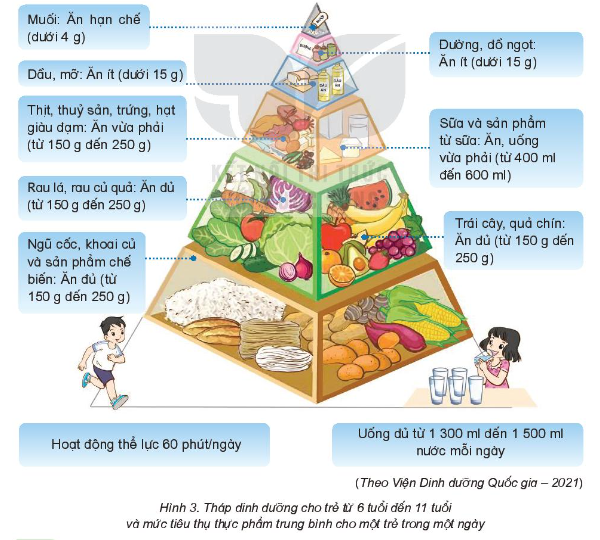 Muối: Ăn hạn chế
(dưới 4 g)
Đường, đồ ngọt:
Ăn ít (dưới 15 g)
Dầu, mỡ: Ăn ít (dưới 15 g)
Thịt, thuỷ sản, trứng, hạt
giàu đạm: Ăn vừa phải
(từ 150 g đến 250 g)
Sữa và sản phẩm
từ sữa: Ăn, uống
vừa phải (từ 400 ml
đến 600 ml)
Rau lá, rau củ quả: Ăn đủ
(từ 150 g đến 250 g)
Trái cây, quả chín:
Ăn đủ (từ 150 g đến
250 g)
Ngũ cốc, khoai củ
và sản phẩm chế
biến: Ăn đủ (từ
150 g đến 250 g)
Hoạt động thể lực 60 phút/ngày
Uống đủ từ 1 300 ml đến 1 500 ml
nước mỗi ngày
(Theo Viện Dinh dưỡng Quốc gia – 2021)
Hình 3. Tháp dinh dưỡng cho trẻ từ 6 tuổi đến 11 tuổi
và mức tiêu thụ thực phẩm trung bình cho một trẻ trong một ngày